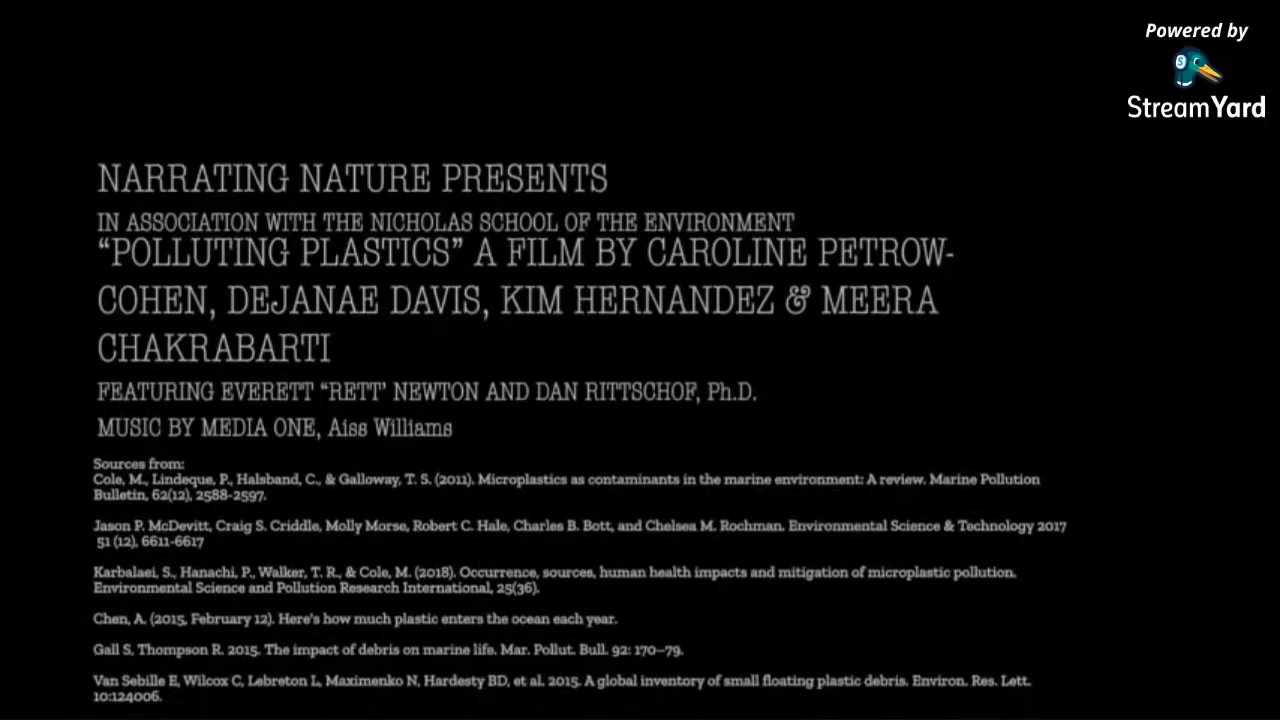 Powered by
StreamYard
NARRATING NATURE PRESENTS
IN ASSOCIATION WITH THE NICHOLAS SCHOOL OF THE ENVIRONMENT
“POLLUTING PLASTICS” A FILM BY CAROLINE PETROW-
COHEN, DEJANAE DAVIS, KIM HERNANDEZ & MEERA
CHAKRABARTI
FEATURING EVERETT “RETT’ NEWTON AND DAN RITTSCHOF, Ph.D.
MUSIC BY MEDIA ONE, Aiss Williams
Sources from:
Cole, M., Lindeque, P., Halsband, C., & Galloway, T. S. (2011). Microplastics as contaminants in the marine environment: A review. Marine Pollution
Bulletin, 62(12), 2588-2597.
Jason P. McDevitt, Craig S. Criddle, Molly Morse, Robert C. Hale, Charles B. Bott, and Chelsea M. Rochman. Environmental Science & Technology 2017
51 (12), 6611-6617
Karbalaei, S., Hanachi, P., Walker, T. R., & Cole, M. (2018). Occurrence, sources, human health impacts and mitigation of microplastic pollution.
Environmental Science and Pollution Research International, 25(36).
Chen, A. (2015, February 12). Here's how much plastic enters the ocean each year.
Gall S, Thompson R. 2015. The impact of debris on marine life. Mar. Pollut. Bull. 92: 170–79.
Van Sebille E, Wilcox C, Lebreton L, Maximenko N, Hardesty BD, et al. 2015. A global inventory of small floating plastic debris. Environ. Res. Lett.
10:124006.